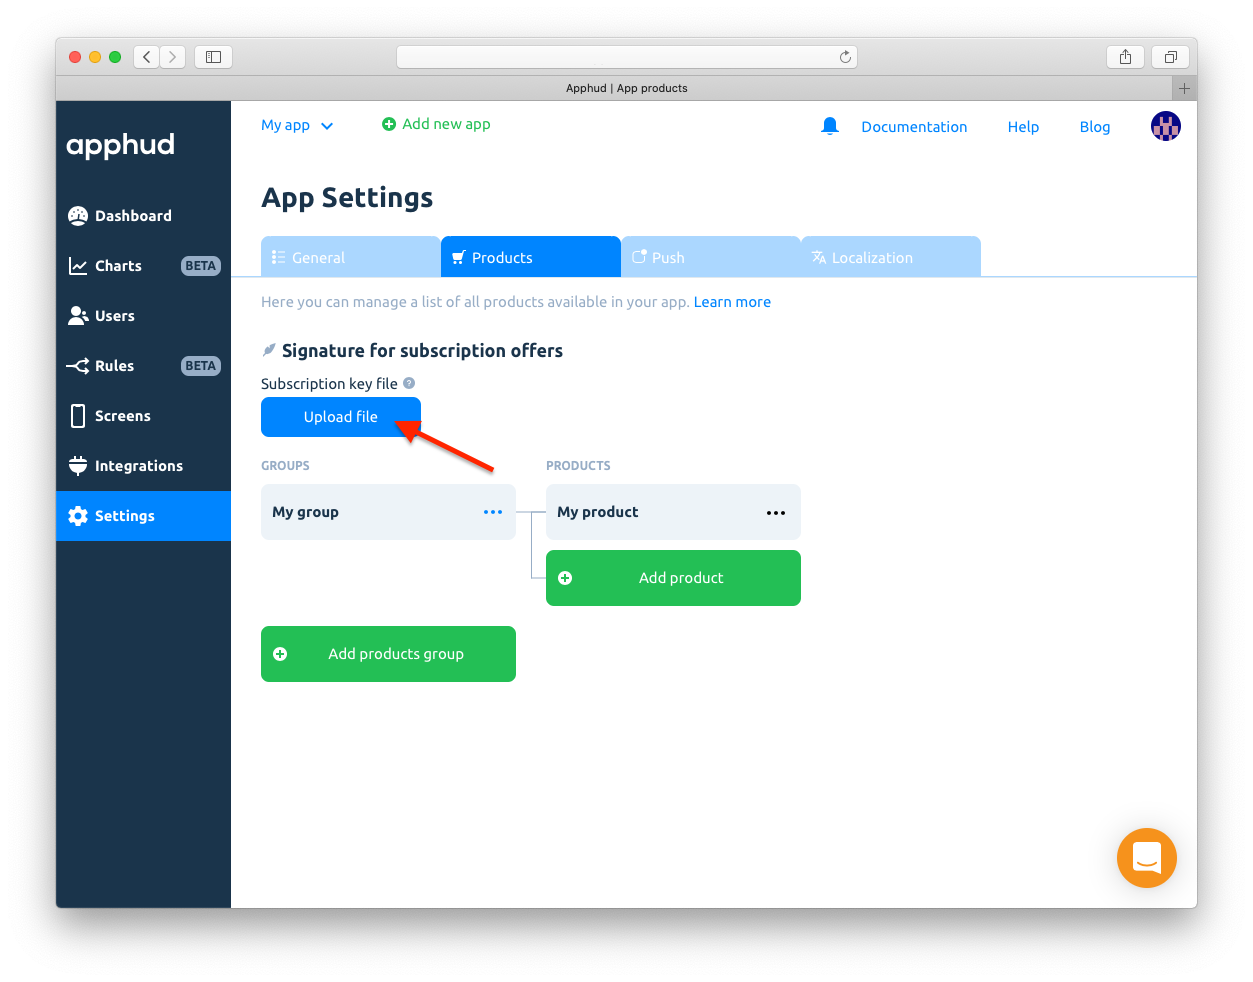 Apphud | App products
apphud
My app
Add new app
Documentation
Help
Blog
App Settings
Dashboard
Charts BETA
Users
Rules BETA
Screens
Integrations
Settings
General
Products
Push
Localization
Here you can manage a list of all products available in your app. Learn more
Signature for subscription offers
Subscription key file ?
Upload file
GROUPS
PRODUCTS
My group
My product
Add product
Add products group